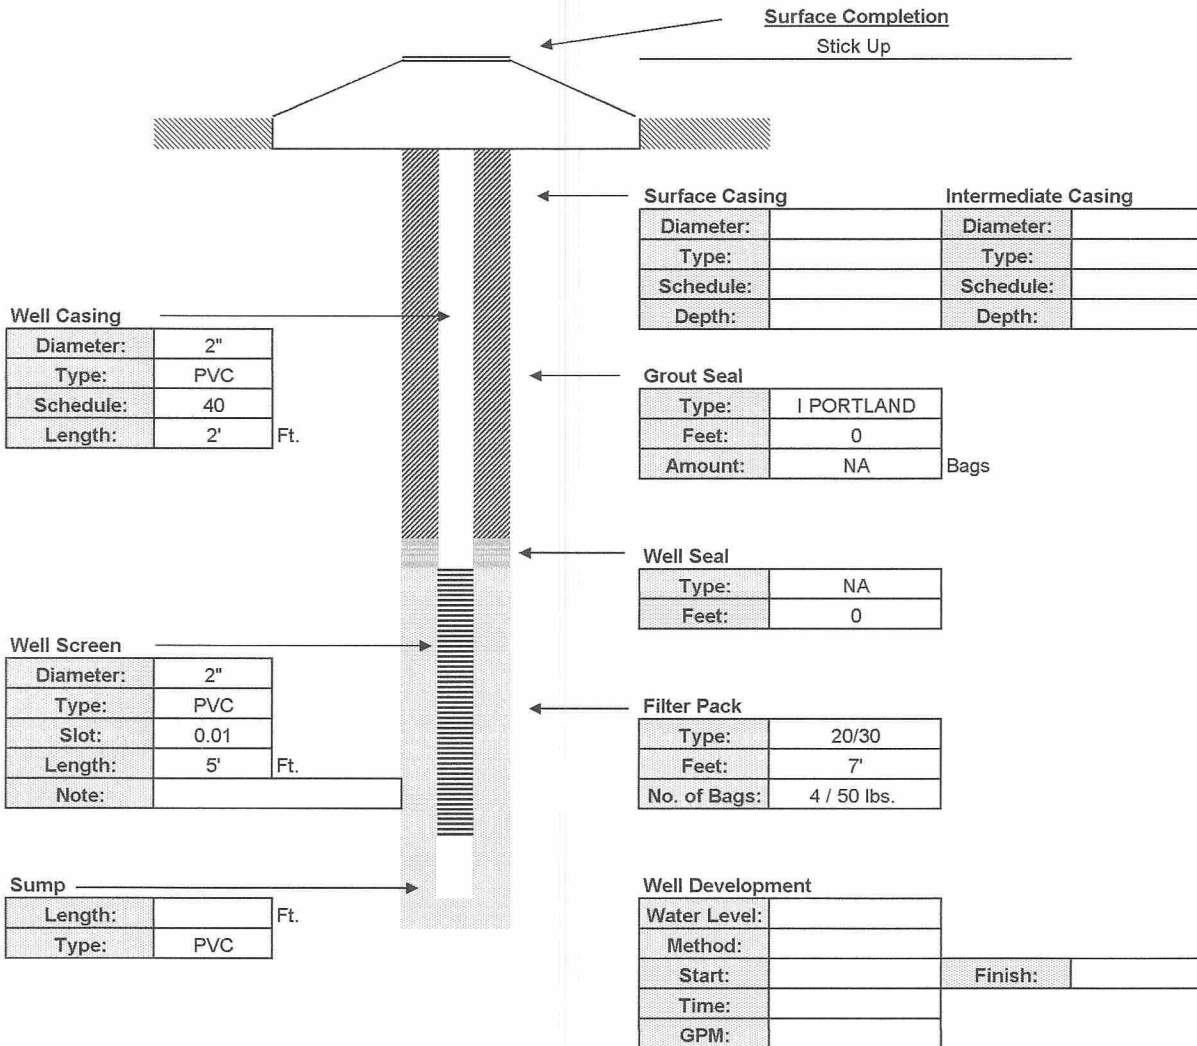 Surface Completion
Stick Up
Surface Casing Intermediate Casing
Diameter: Diameter:
Type: Type:
Schedule: Schedule:
Depth: Depth:
Well Casing
Diameter: 2"
Type: PVC
Schedule: 40
Length: 2' Ft.
Grout Seal
Type: I PORTLAND
Feet: 0
Amount: NA Bags
Well Seal
Type: NA
Feet: 0
Well Screen
Diameter: 2"
Type: PVC
Slot: 0.01
Length: 5' Ft.
Note:
Filter Pack
Type: 20/30
Feet: 7'
No. of Bags: 4 / 50 lbs.
Sump
Length: Ft.
Type: PVC
Well Development
Water Level:
Method:
Start: Finish:
Time:
GPM: